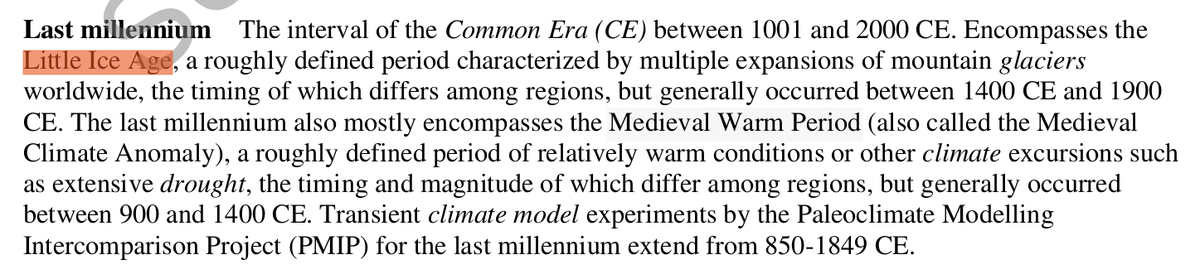 Last millennium The interval of the Common Era (CE) between 1001 and 2000 CE. Encompasses the
Little Ice Age, a roughly defined period characterized by multiple expansions of mountain glaciers
worldwide, the timing of which differs among regions, but generally occurred between 1400 CE and 1900
CE. The last millennium also mostly encompasses the Medieval Warm Period (also called the Medieval
Climate Anomaly), a roughly defined period of relatively warm conditions or other climate excursions such
as extensive drought, the timing and magnitude of which differ among regions, but generally occurred
between 900 and 1400 CE. Transient climate model experiments by the Paleoclimate Modelling
Intercomparison Project (PMIP) for the last millennium extend from 850-1849 CE.